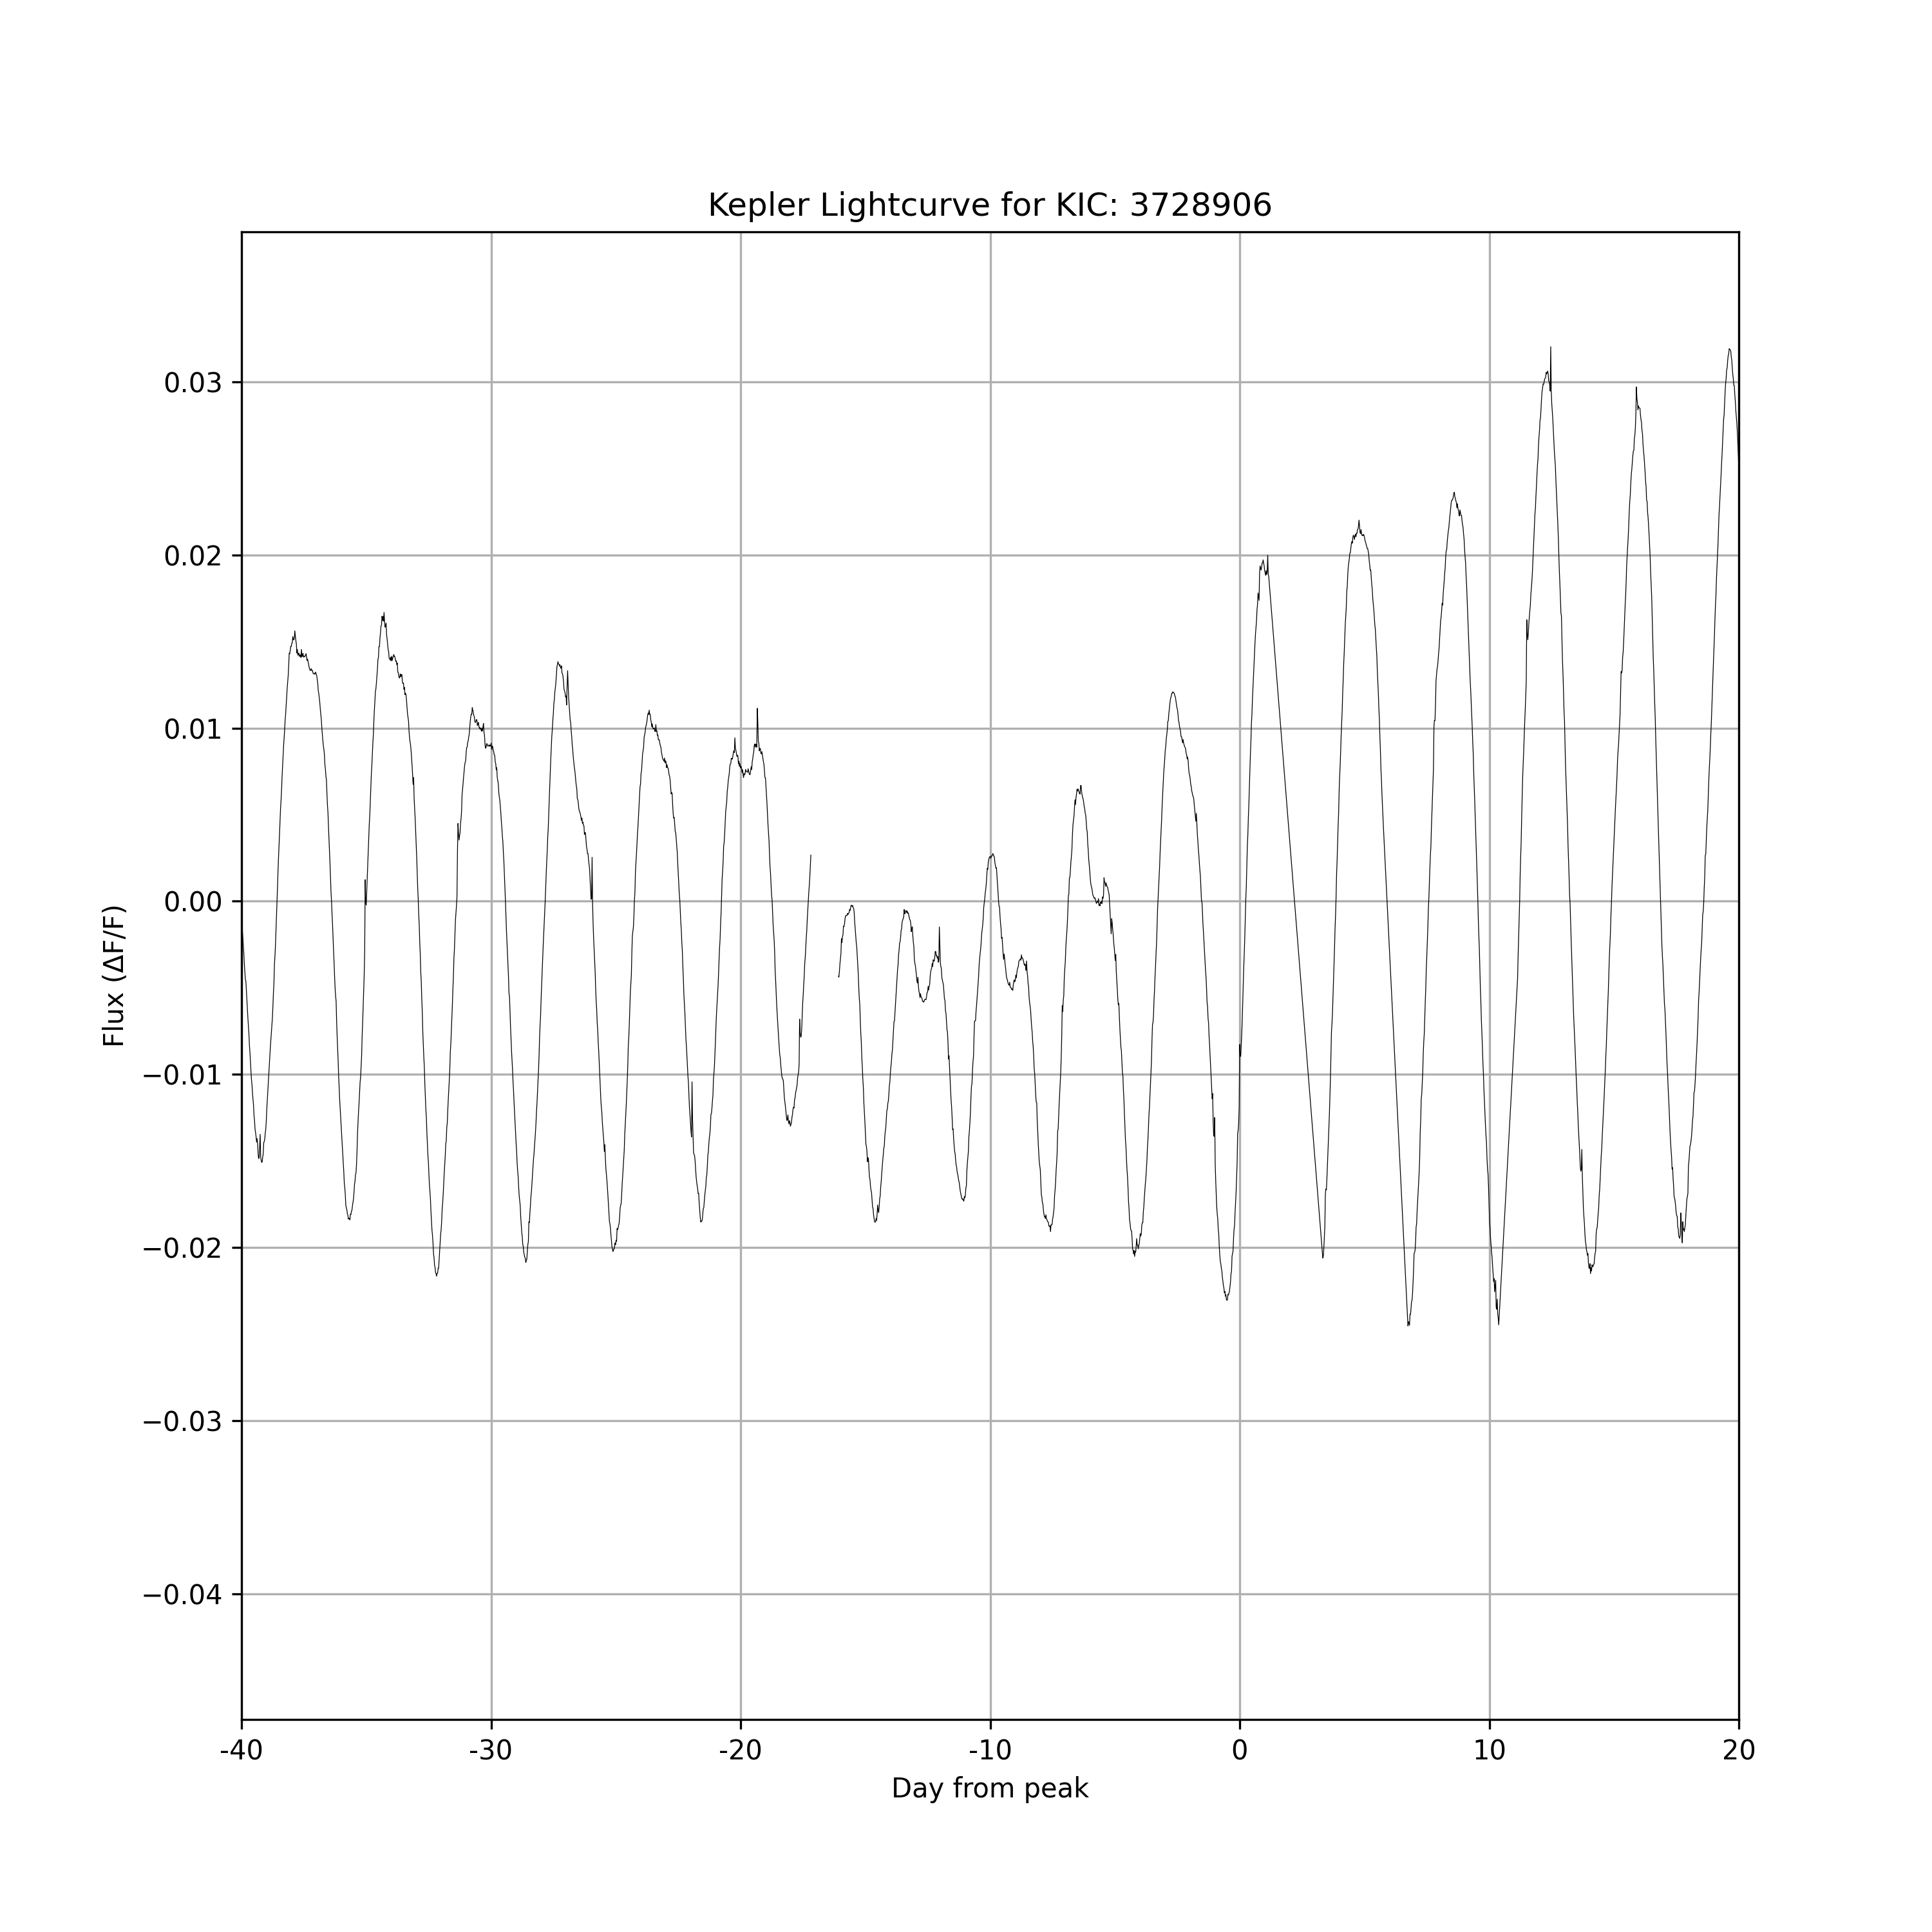 Kepler Lightcurve for KIC: 3728906
0.03
0.02
0.01
0.00
−0.01
−0.02
−0.03
−0.04
Flux (ΔF/F)
-40 -30 -20 -10 0 10 20
Day from peak